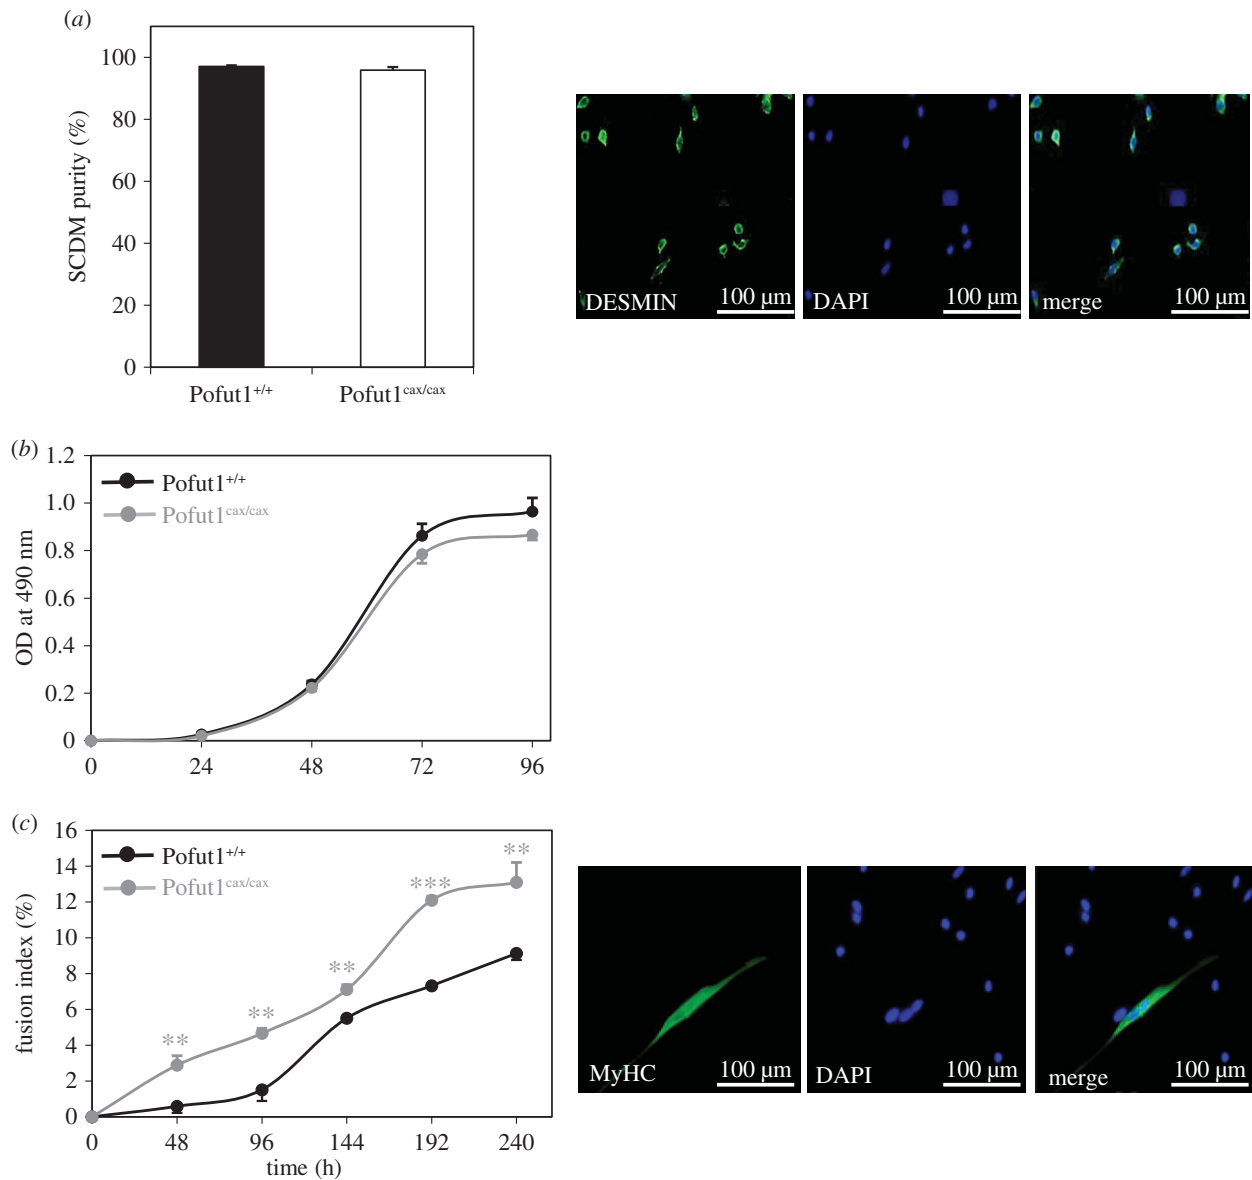 (a)
SCDM purity (%)
100
80
60
40
20
0
Pofut1+/+
Pofut1cax/cax
DESMIN
100 µm
DAPI
100 µm
merge
100 µm
(b)
OD at 490 nm
1.2
1.0
0.8
0.6
0.4
0.2
0
Pofut1+/+
Pofut1cax/cax
0 24 48 72 96
(c)
fusion index (%)
16
14
12
10
8
6
4
2
0
Pofut1+/+
Pofut1cax/cax
**
**
**
***
**
0 48 96 144 192 240
time (h)
MyHC
100 µm
DAPI
100 µm
merge
100 µm